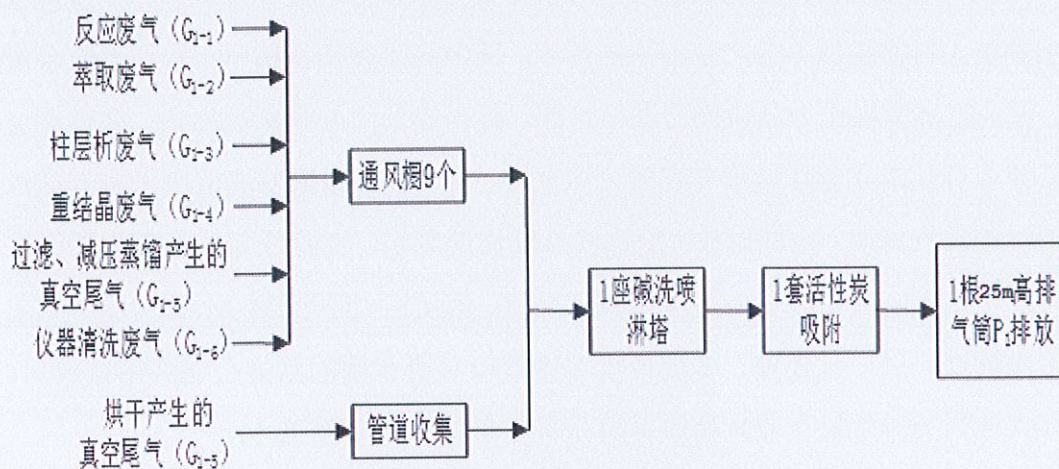 反应废气（G₁₋₁）
萃取废气（G₁₋₂）
柱层析废气（G₁₋₃）
重结晶废气（G₁₋₄）
过滤、减压蒸馏产生的
真空尾气（G₁₋₅）
仪器清洗废气（G₁₋₆）
烘干产生的
真空尾气（G₁₋₅）
通风橱9个
管道收集
1座碱洗喷
淋塔
1套活性炭
吸附
1根25m高排
气筒P₁排放